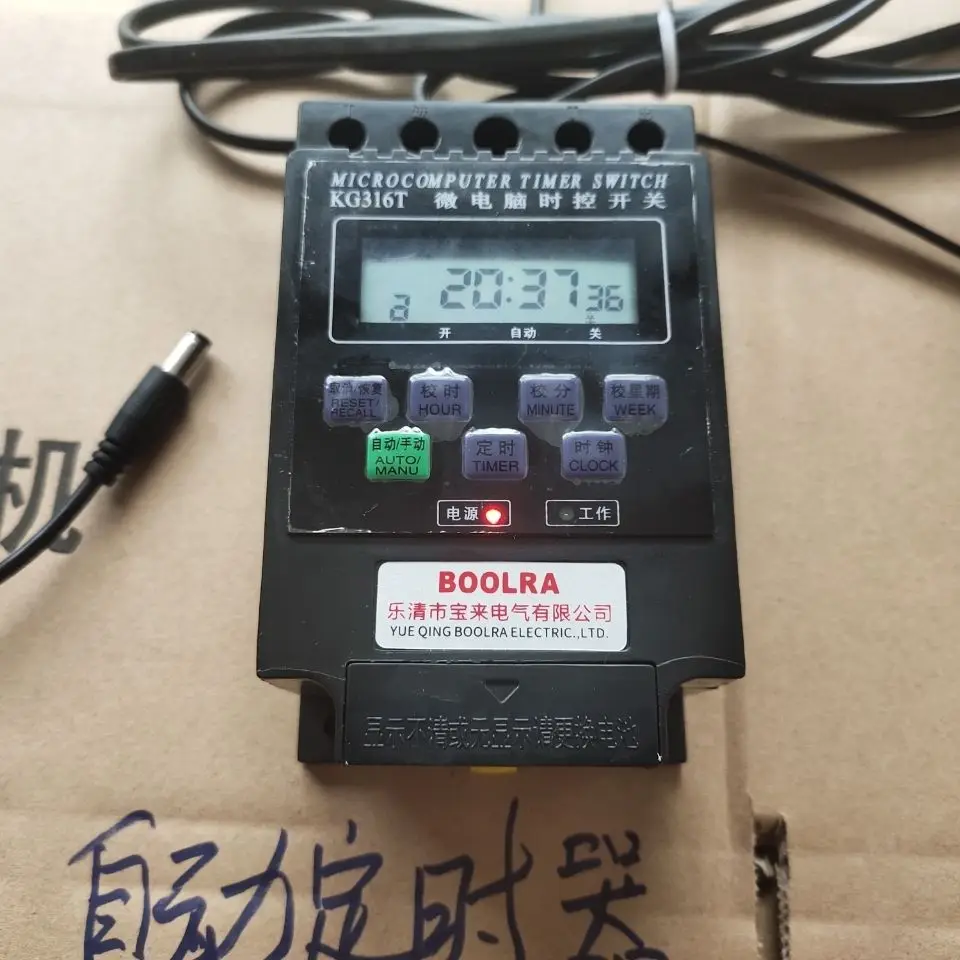 MICROCOMPUTER TIMER SWITCH
KG316T 微电脑时控开关
a 20:37 36
关
开 自动 关
取消/恢复 RESET/RECALL
校时 HOUR
校分 MINUTE
校星期 WEEK
自动/手动 AUTO/MANU
定时 TIMER
时钟 CLOCK
电源 工作
BOOLRA
乐清市宝来电气有限公司
YUE QING BOOLRA ELECTRIC.,LTD.
显示不清或无显示请更换电池
机
自动定时器